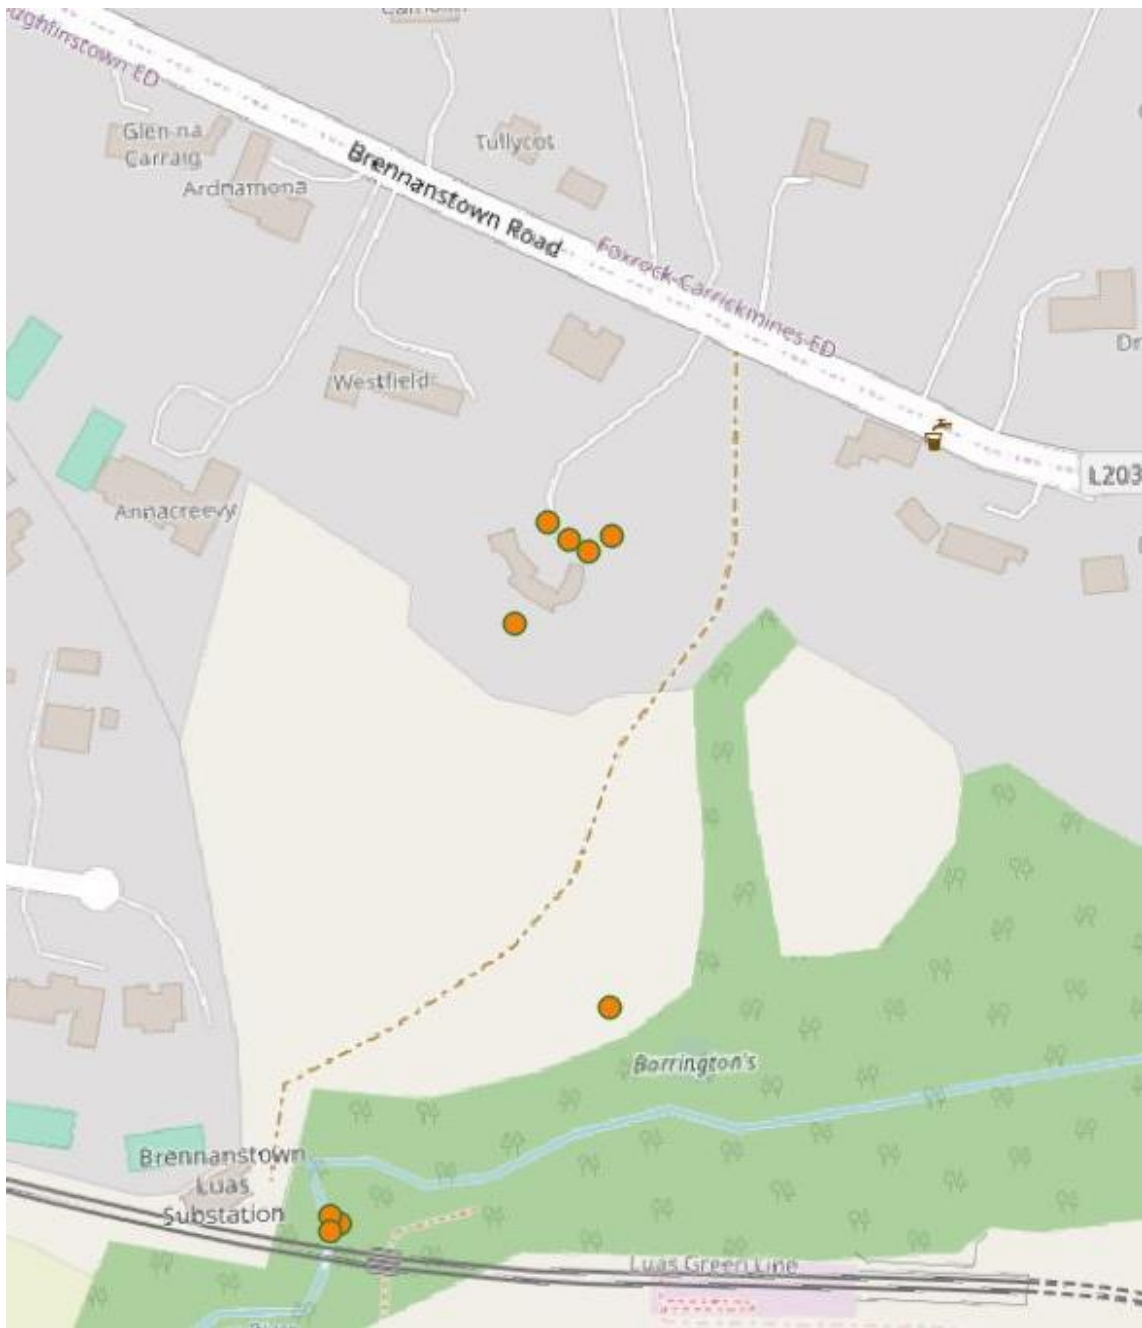 Glen na
Carraig
Tullycot
Ardnamona
Brennanstown Road
Foxrock-Carrickmines ED
Westfield
L203
Annacreevy
Barrington's
Brennanstown
Luas
Substation
Luas Green Line